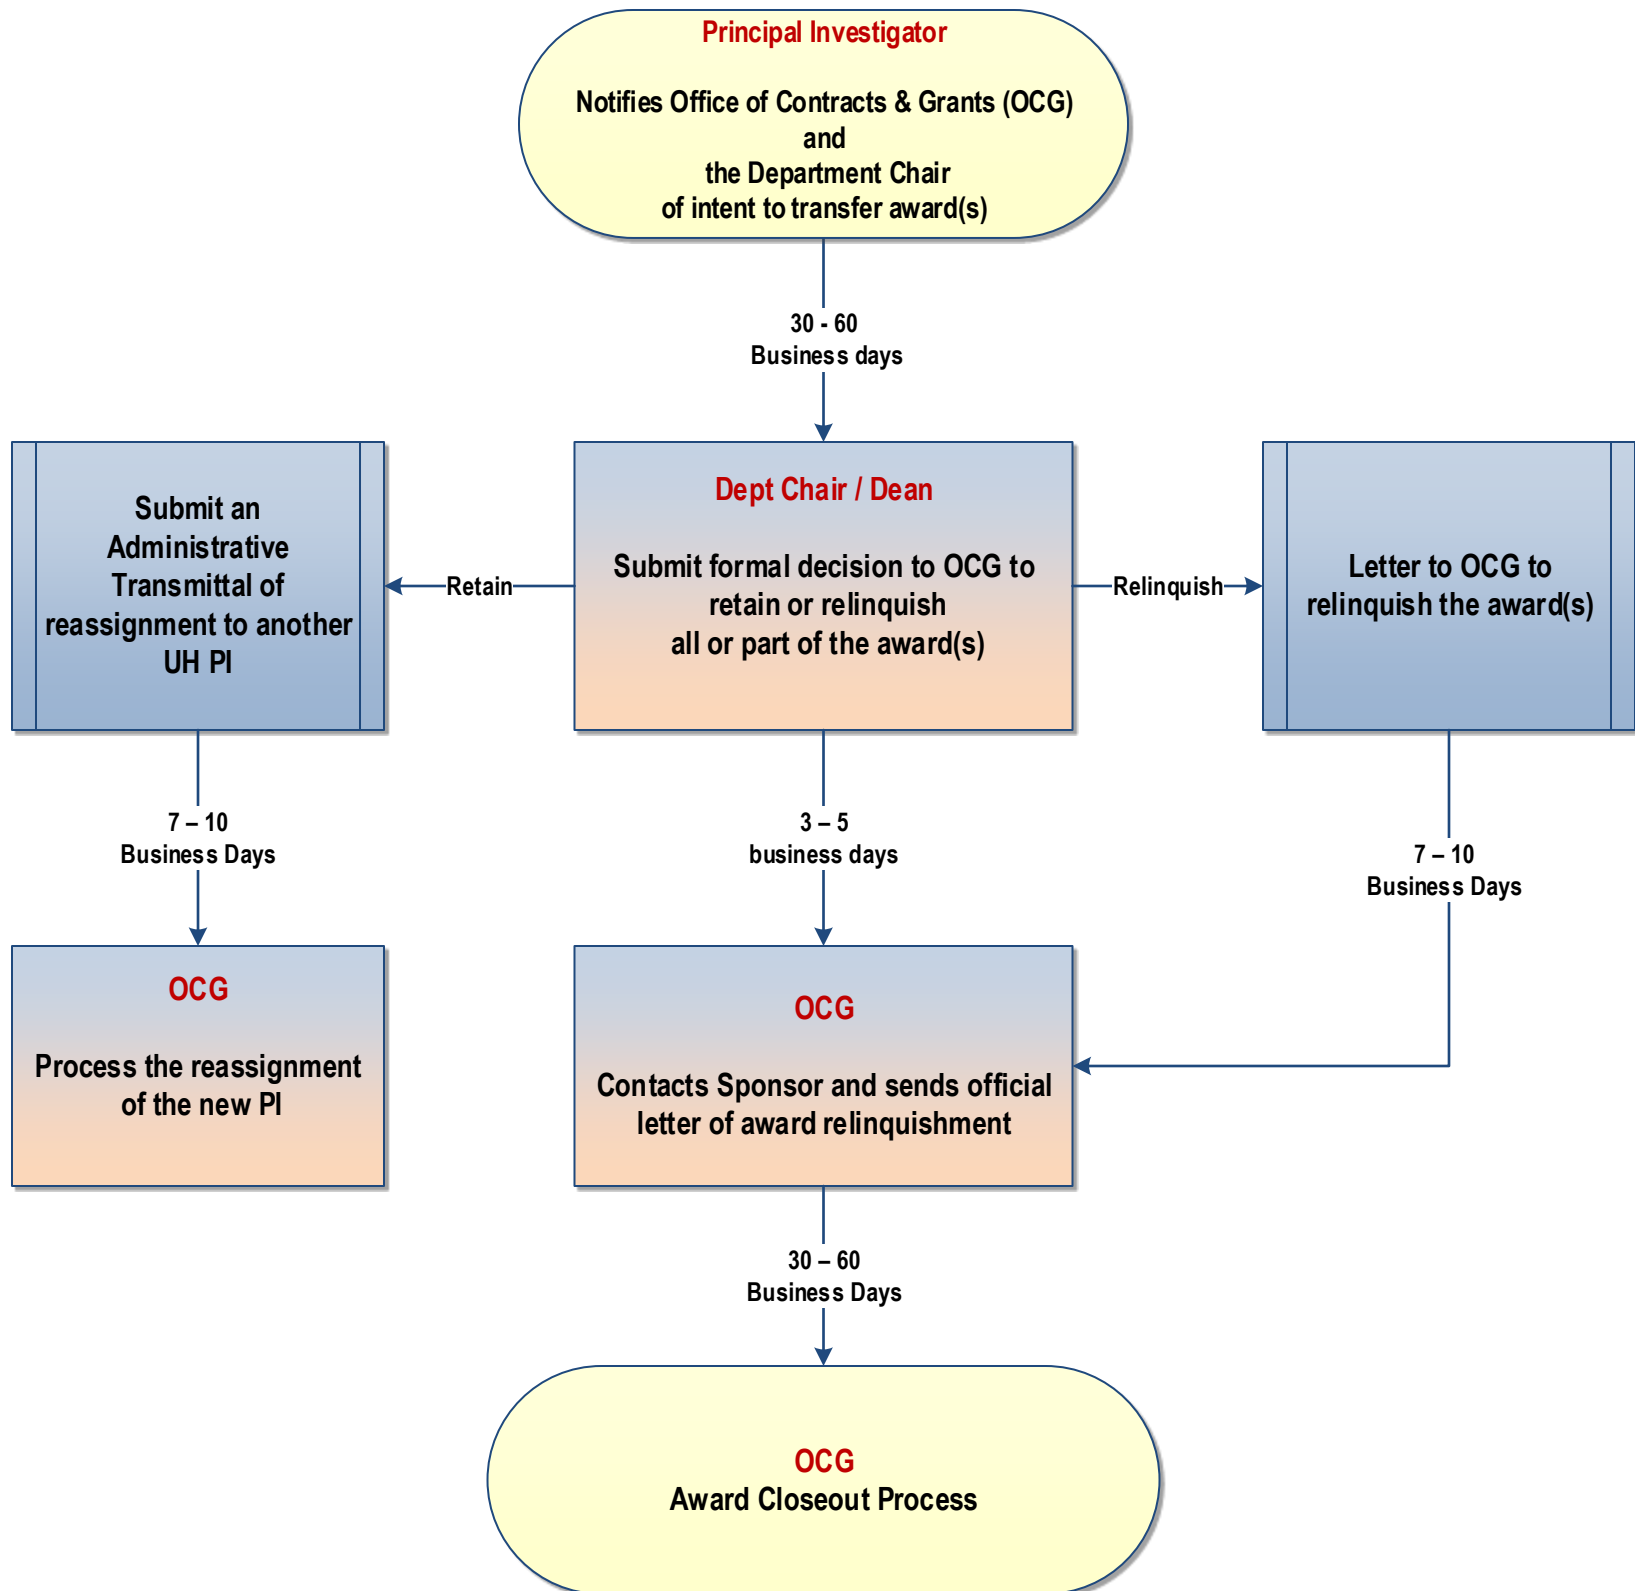 Principal Investigator
Notifies Office of Contracts & Grants (OCG)
and
the Department Chair
of intent to transfer award(s)
30 - 60
Business days
Submit an
Administrative
Transmittal of
reassignment to another
UH PI
Retain
Dept Chair / Dean
Submit formal decision to OCG to
retain or relinquish
all or part of the award(s)
Relinquish
Letter to OCG to
relinquish the award(s)
7 – 10
Business Days
3 – 5
business days
7 – 10
Business Days
OCG
Process the reassignment
of the new PI
OCG
Contacts Sponsor and sends official
letter of award relinquishment
30 – 60
Business Days
OCG
Award Closeout Process